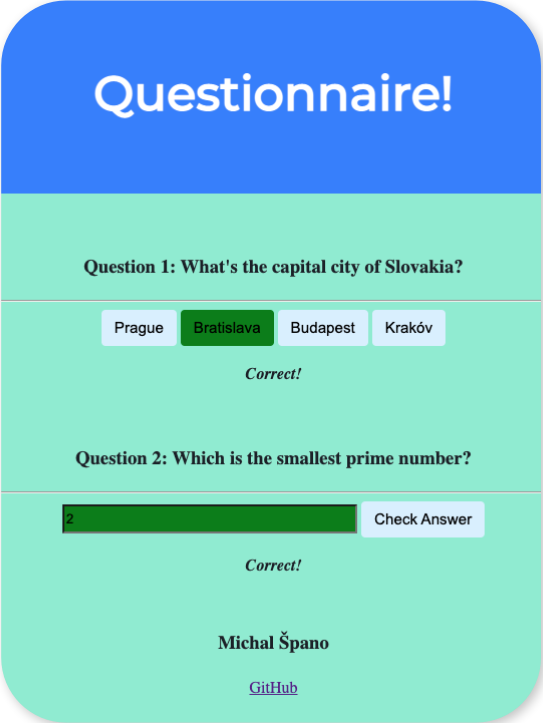 Questionnaire!
Question 1: What's the capital city of Slovakia?
Prague Bratislava Budapest Krakóv
Correct!
Question 2: Which is the smallest prime number?
2 Check Answer
Correct!
Michal Špano
GitHub